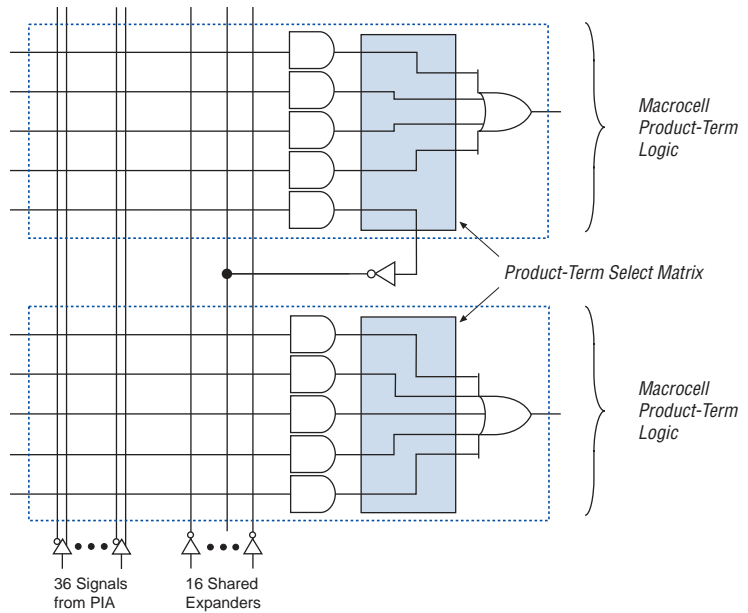 Macrocell
Product-Term
Logic
Product-Term Select Matrix
Macrocell
Product-Term
Logic
36 Signals
from PIA
16 Shared
Expanders